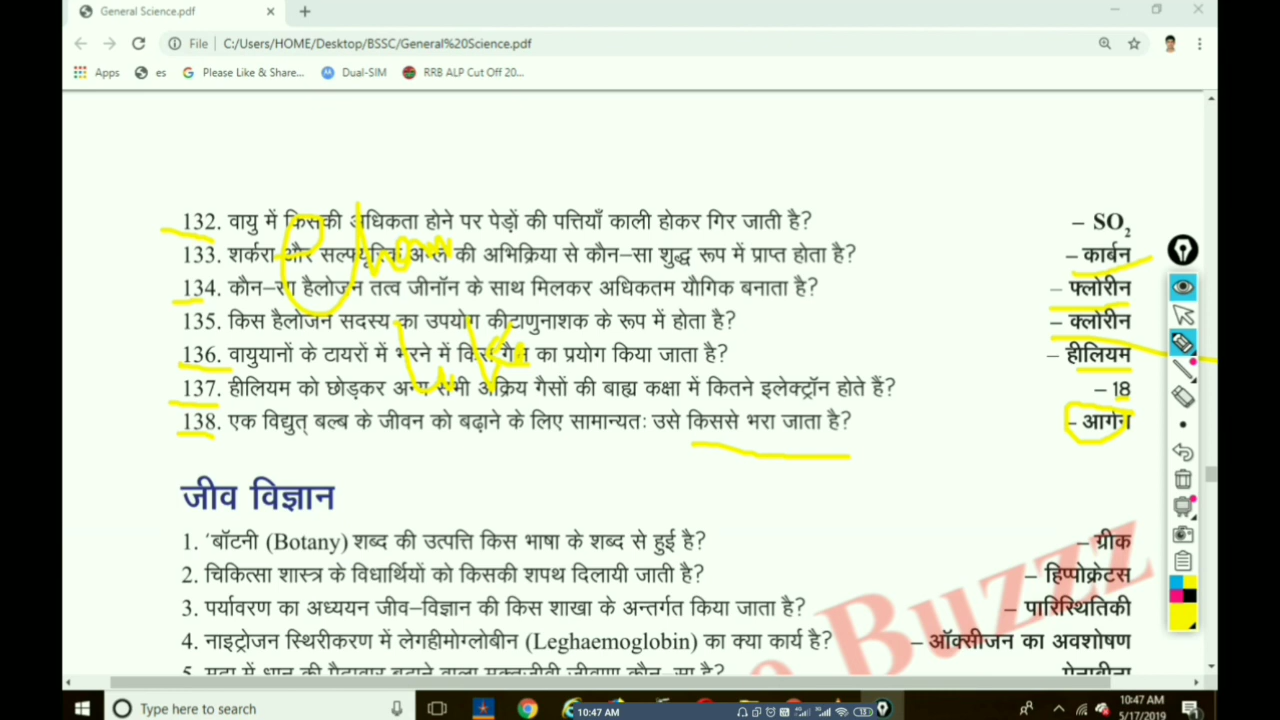 General Science.pdf
File C:/Users/HOME/Desktop/BSSC/General%20Science.pdf
Apps es Please Like & Share... Dual-SIM RRB ALP Cut Off 20...
132. वायु में किसकी अधिकता होने पर पेड़ों की पत्तियाँ काली होकर गिर जाती है? – SO2
133. शर्करा और सल्फ्यूरिक अम्ल की अभिक्रिया से कौन–सा शुद्ध रूप में प्राप्त होता है? – कार्बन
134. कौन–सा हैलोजन तत्व जीनॉन के साथ मिलकर अधिकतम यौगिक बनाता है? – फ्लोरीन
135. किस हैलोजन सदस्य का उपयोग कीटाणुनाशक के रूप में होता है? – क्लोरीन
136. वायुयानों के टायरों में भरने में किस गैस का प्रयोग किया जाता है? – हीलियम
137. हीलियम को छोड़कर अन्य सभी अक्रिय गैसों की बाह्य कक्षा में कितने इलेक्ट्रॉन होते हैं? – 18
138. एक विद्युत् बल्ब के जीवन को बढ़ाने के लिए सामान्यतः उसे किससे भरा जाता है? – आर्गन
जीव विज्ञान
1. ‘बॉटनी (Botany) शब्द की उत्पत्ति किस भाषा के शब्द से हुई है? – ग्रीक
2. चिकित्सा शास्त्र के विधार्थियों को किसकी शपथ दिलायी जाती है? – हिप्पोक्रेटस
3. पर्यावरण का अध्ययन जीव–विज्ञान की किस शाखा के अन्तर्गत किया जाता है? – पारिस्थितिकी
4. नाइट्रोजन स्थिरीकरण में लेगहीमोग्लोबीन (Leghaemoglobin) का क्या कार्य है? – ऑक्सीजन का अवशोषण
Buzzz
Type here to search
10:47 AM
10:47 AM
5/17/2019